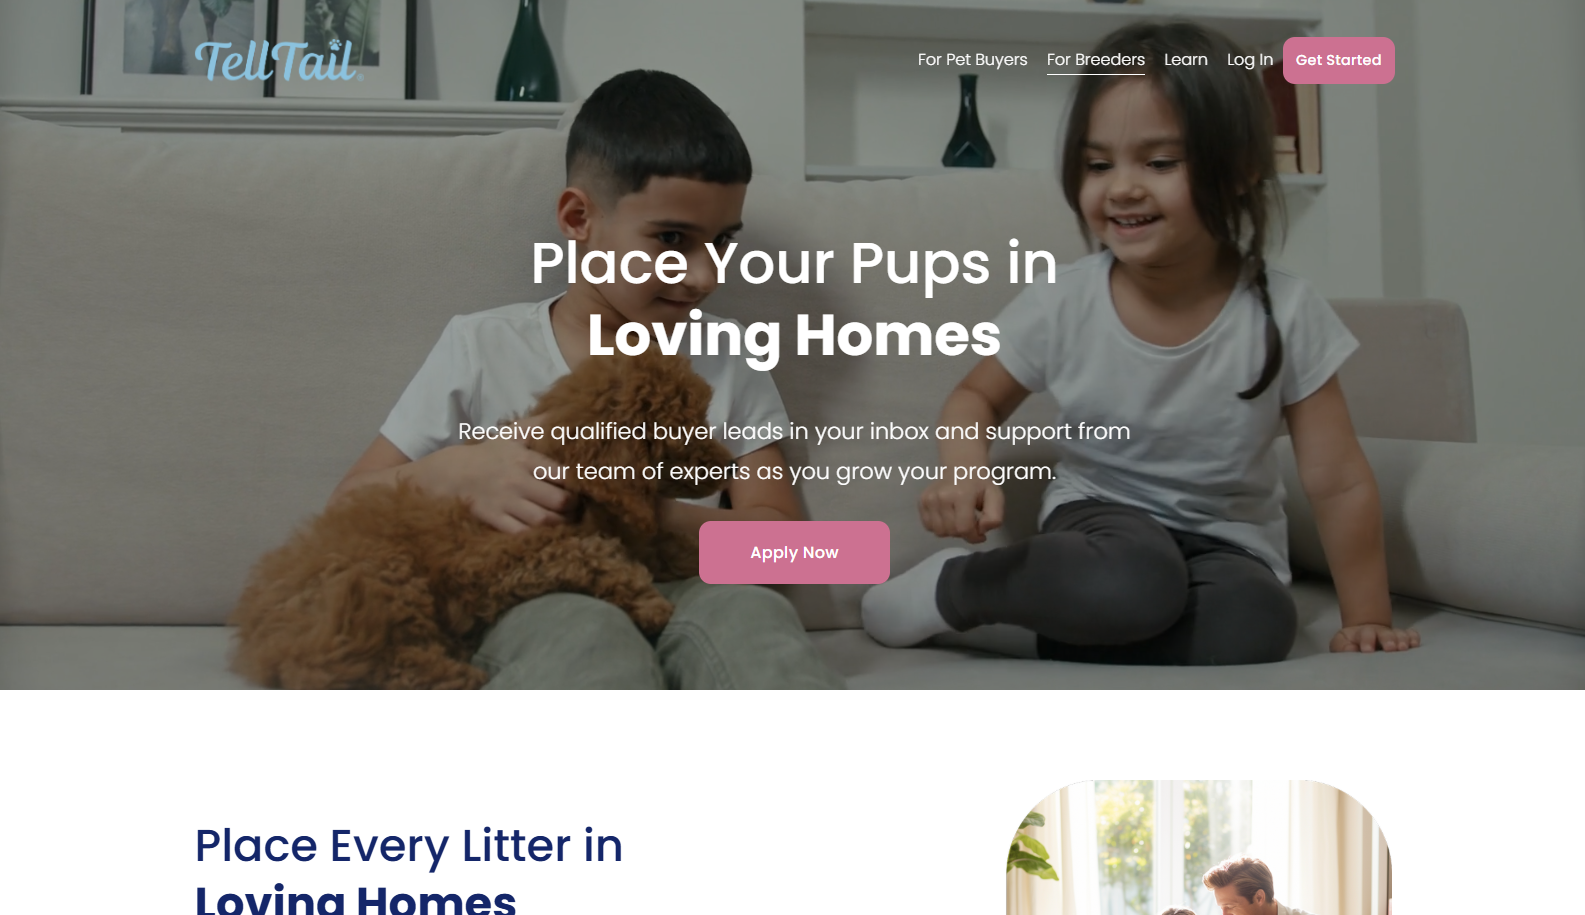 TellTail®
For Pet Buyers
For Breeders
Learn
Log In
Get Started
Place Your Pups in
Loving Homes
Receive qualified buyer leads in your inbox and support from
our team of experts as you grow your program.
Apply Now
Place Every Litter in
Loving Homes